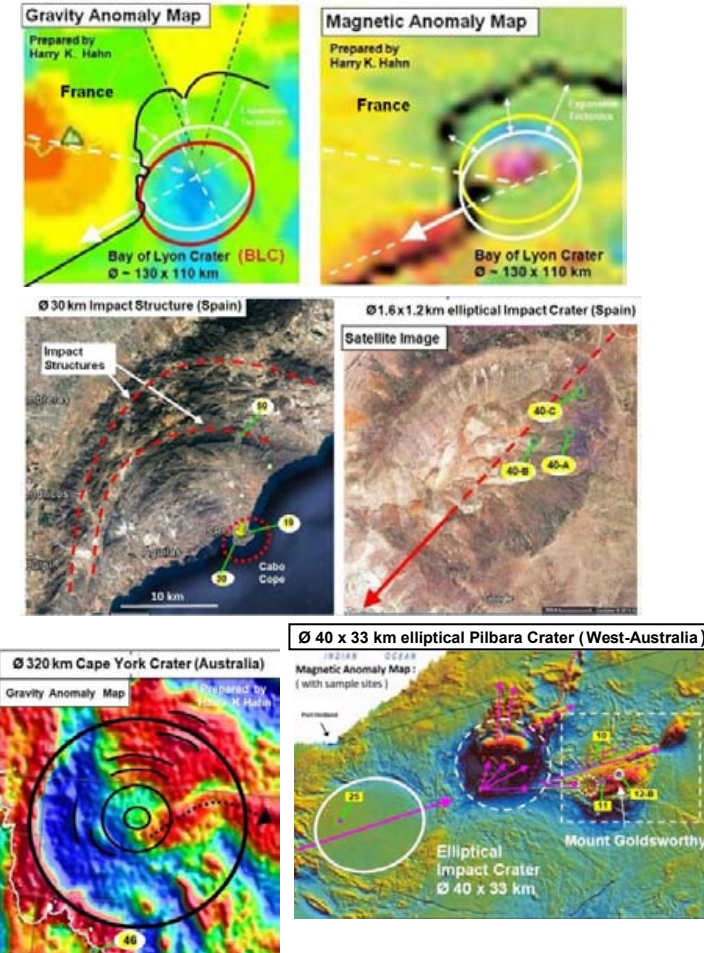 Gravity Anomaly Map
Prepared by
Harry K. Hahn
France
Expansion
Tectonics
Bay of Lyon Crater (BLC)
Ø ~ 130 x 110 km
Magnetic Anomaly Map
Prepared by
Harry K. Hahn
France
Expansion
Tectonics
Bay of Lyon Crater
Ø ~ 130 x 110 km
Ø 30 km Impact Structure (Spain)
Impact
Structures
50
19
30
Aguilas
Cabo
Cope
10 km
Ø1.6 x 1.2 km elliptical Impact Crater (Spain)
Satellite Image
40-C
40-B
40-A
Google
Ø 320 km Cape York Crater (Australia)
Gravity Anomaly Map
Prepared by
Harry K Hahn
46
Ø 40 x 33 km elliptical Pilbara Crater (West-Australia)
INDIAN OCEAN
Magnetic Anomaly Map :
( with sample sites )
Port Hedland
25
10
11
12-B
Mount Goldsworthy
Elliptical
Impact Crater
Ø 40 x 33 km